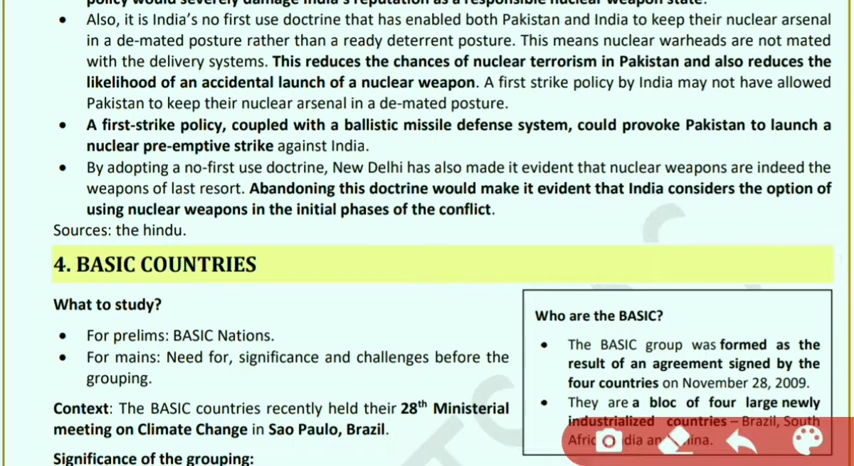 policy would severely damage India's reputation as a responsible nuclear weapon state.
• Also, it is India's no first use doctrine that has enabled both Pakistan and India to keep their nuclear arsenal
in a de-mated posture rather than a ready deterrent posture. This means nuclear warheads are not mated
with the delivery systems. This reduces the chances of nuclear terrorism in Pakistan and also reduces the
likelihood of an accidental launch of a nuclear weapon. A first strike policy by India may not have allowed
Pakistan to keep their nuclear arsenal in a de-mated posture.
• A first-strike policy, coupled with a ballistic missile defense system, could provoke Pakistan to launch a
nuclear pre-emptive strike against India.
• By adopting a no-first use doctrine, New Delhi has also made it evident that nuclear weapons are indeed the
weapons of last resort. Abandoning this doctrine would make it evident that India considers the option of
using nuclear weapons in the initial phases of the conflict.
Sources: the hindu.
4. BASIC COUNTRIES
What to study?
• For prelims: BASIC Nations.
• For mains: Need for, significance and challenges before the
grouping.
Context: The BASIC countries recently held their 28th Ministerial
meeting on Climate Change in Sao Paulo, Brazil.
Significance of the grouping:
Who are the BASIC?
• The BASIC group was formed as the
result of an agreement signed by the
four countries on November 28, 2009.
• They are a bloc of four large newly
industrialized countries – Brazil, South